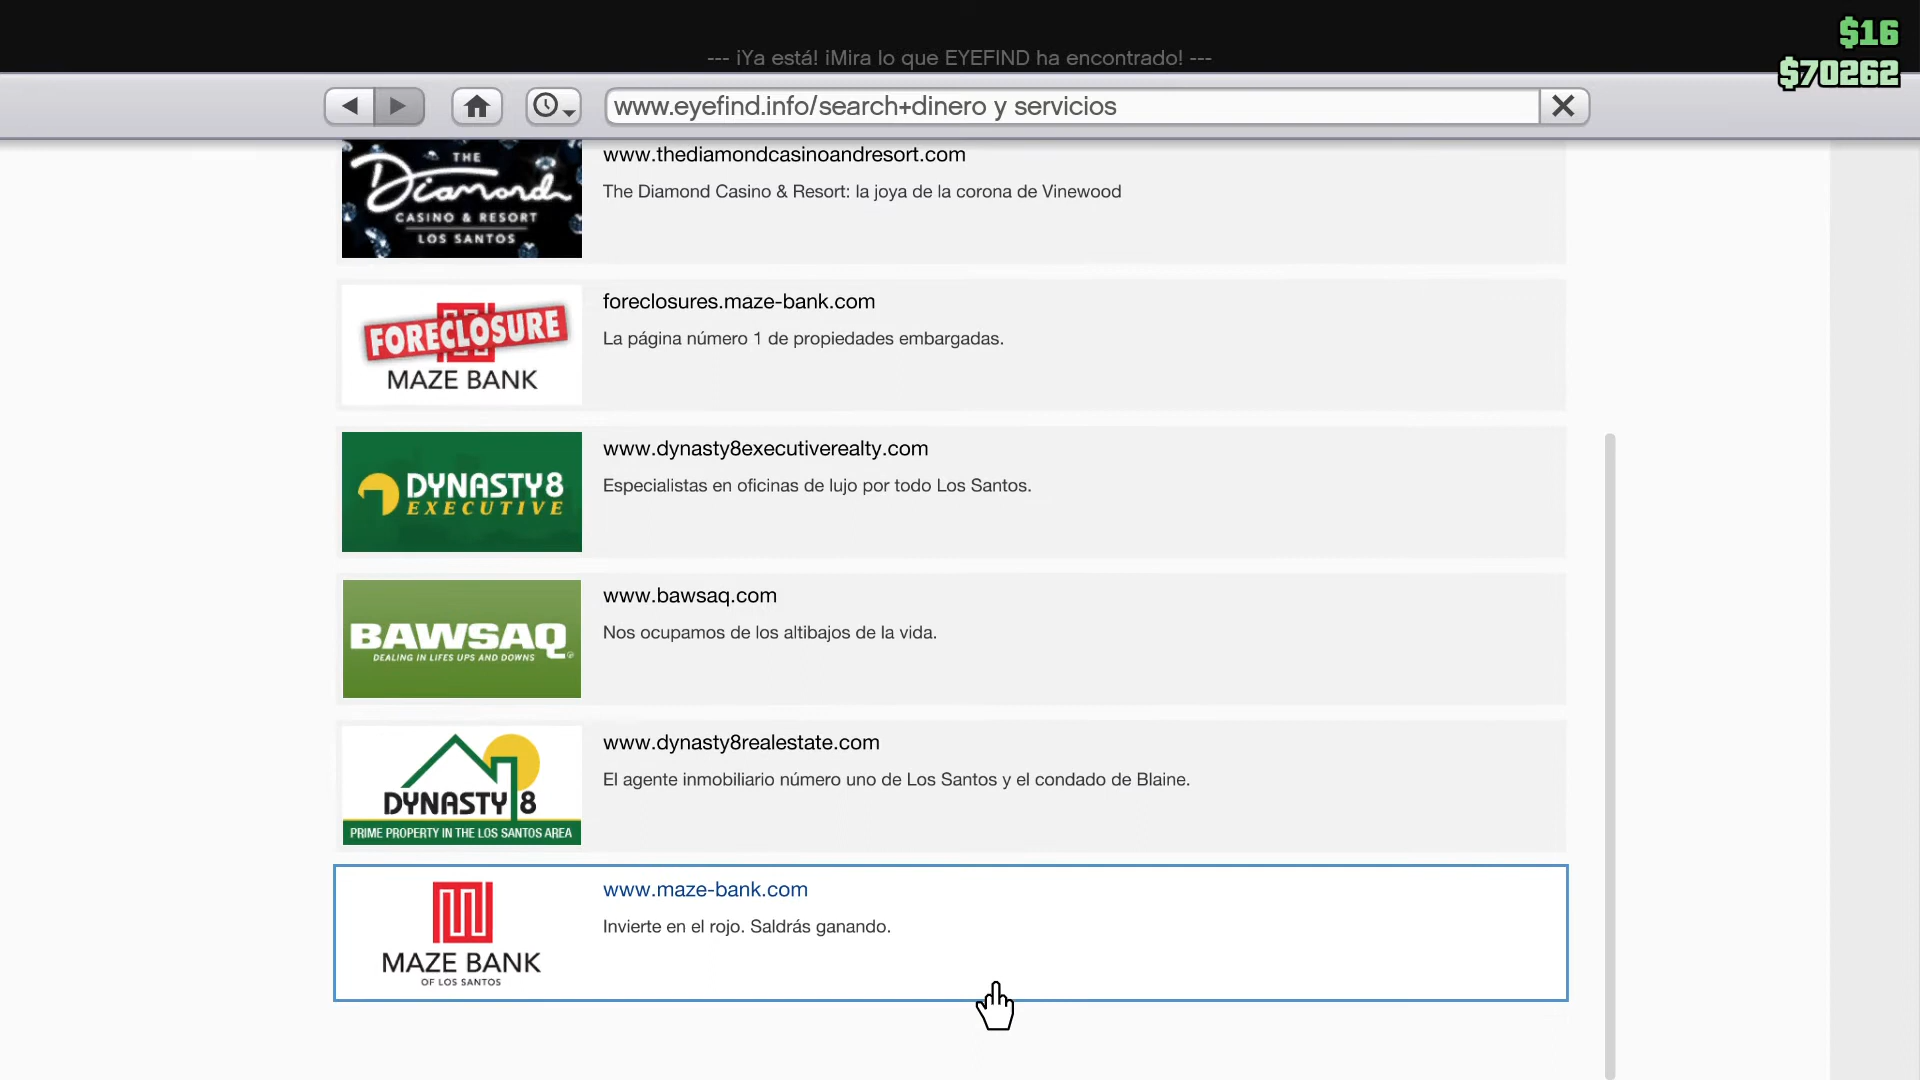 $16
--- ¡Ya está! ¡Mira lo que EYEFIND ha encontrado! ---
$70262
www.eyefind.info/search+dinero y servicios
THE
Diamond
CASINO & RESORT
LOS SANTOS
www.thediamondcasinoandresort.com
The Diamond Casino & Resort: la joya de la corona de Vinewood
FORECLOSURE
MAZE BANK
foreclosures.maze-bank.com
La página número 1 de propiedades embargadas.
DYNASTY8
EXECUTIVE
www.dynasty8executiverealty.com
Especialistas en oficinas de lujo por todo Los Santos.
BAWSAQ
DEALING IN LIFES UPS AND DOWNS
www.bawsaq.com
Nos ocupamos de los altibajos de la vida.
DYNASTY 8
PRIME PROPERTY IN THE LOS SANTOS AREA
www.dynasty8realestate.com
El agente inmobiliario número uno de Los Santos y el condado de Blaine.
MAZE BANK
OF LOS SANTOS
www.maze-bank.com
Invierte en el rojo. Saldrás ganando.